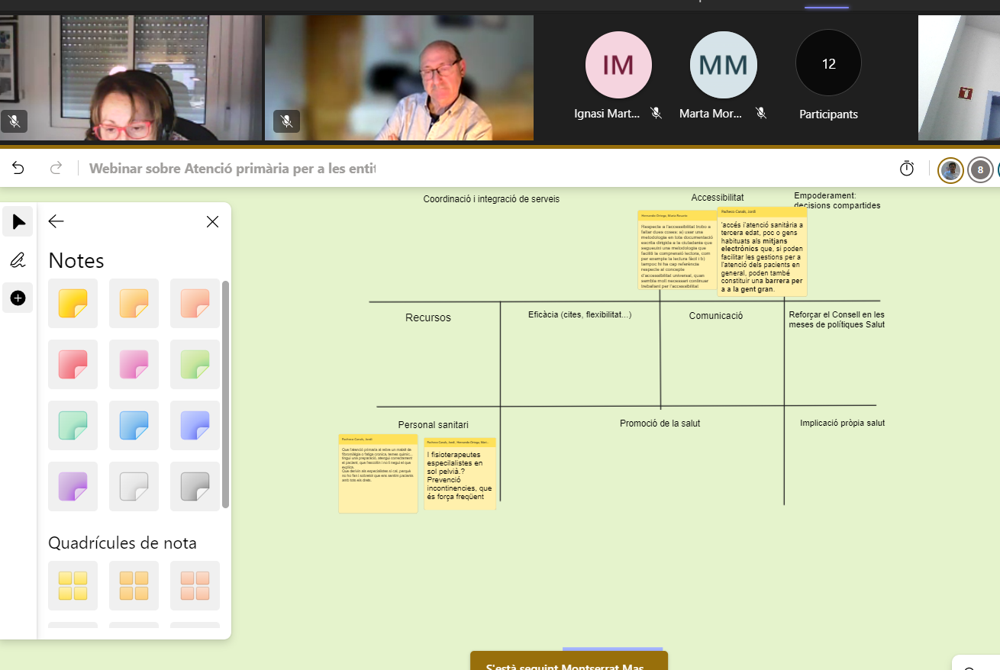 IM
MM
12
Ignasi Mart...
Marta Mor...
Participants
Webinar sobre Atenció primària per a les entit
8
Notes
Quadrícules de nota
Coordinació i integració de serveis
Accessibilitat
Empoderament:
decisions compartides
Hernando Ortega, Maria Rosario
Respecte a l'accessibilitat trobo a
faltar dues coses: a) usar una
metodologia en tota documentació
escrita dirigida a la ciutadania que
segueixi una metodologia que
faciliti la comprensió lectora, com
per exemple la lectura fàcil i b)
tampoc hi ha cap referència
respecte al concepte
d'accessibilitat universal, quan
sembla molt necessari continuar
treballant per l'accessibilitat
Pacheco Canals, Jordi
'accés l'atenció sanitària a
tercera edat, poc o gens
habituats als mitjans
electrònics que, si poden
facilitar les gestions per a
l'atenció dels pacients en
general, poden també
constituir una barrera per
a a la gent gran.
Recursos
Eficàcia (cites, flexibilitat...)
Comunicació
Reforçar el Consell en les
meses de polítiques Salut
Personal sanitari
Promoció de la salut
Implicació pròpia salut
Pacheco Canals, Jordi
Que l'atenció primaria al rebre un malalt de
fibromiàlgia o fatiga cronica, temes quimic..
tingui una preparació, atengui correctament
el pacient, que l'escoltin i no li negui el que
explica.
Que derivin als especialistes si cal, perquè
no ho fan i sobretot que ens sentim pacients
amb tots els drets.
Pacheco Canals, Jordi, Hernando Ortega, Mari...
I fisioterapeutes
especilalistes en
sol pelvià.?
Prevenció
incontinencies, que
és força freqüent
S'està seguint Montserrat Mas